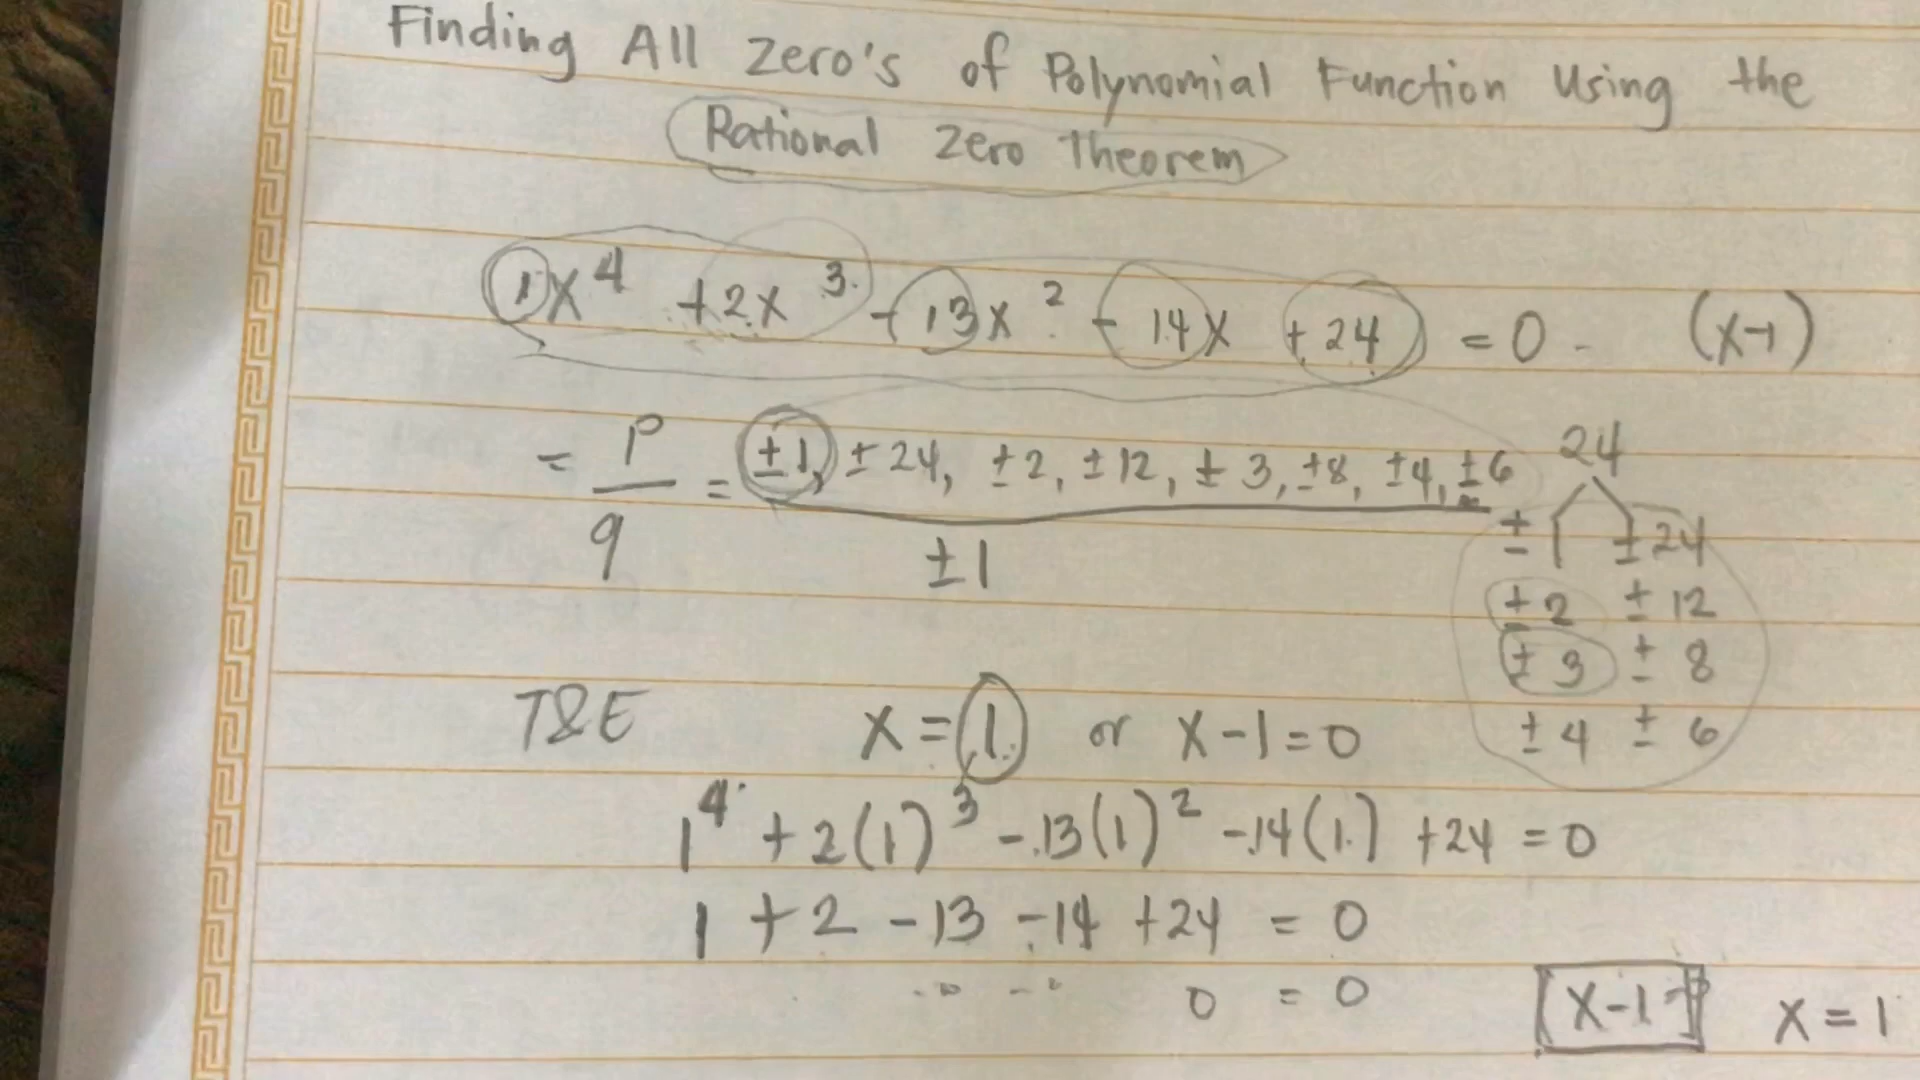 Finding All Zero's of Polynomial Function Using the
Rational Zero Theorem
1x⁴ + 2x³ - 13x² - 14x + 24 = 0 (x-1)
= P/q = ±1, ±24, ±2, ±12, ±3, ±8, ±4, ±6 / ±1
24
±1 ±24
±2 ±12
±3 ±8
±4 ±6
T&E x = 1 or x - 1 = 0
1⁴ + 2(1)³ - 13(1)² - 14(1) + 24 = 0
1 + 2 - 13 - 14 + 24 = 0
0 = 0
x-1 x = 1